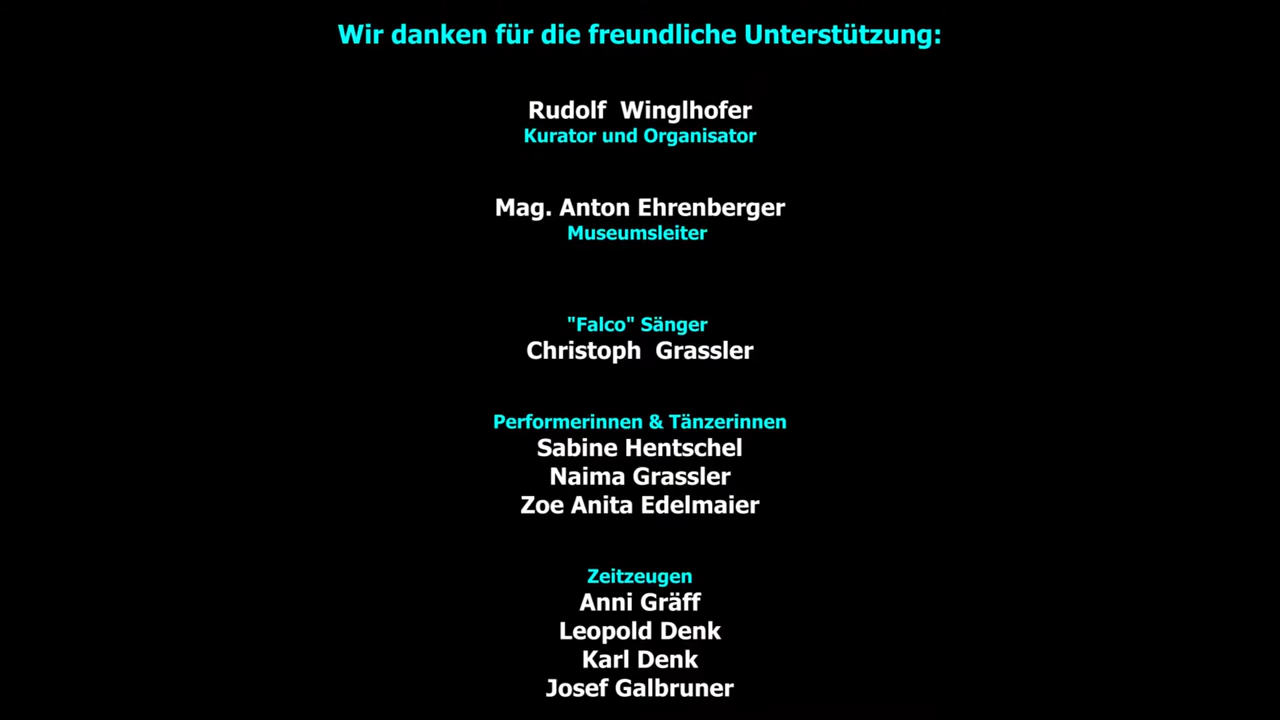 Wir danken für die freundliche Unterstützung:
Rudolf Winglhofer
Kurator und Organisator
Mag. Anton Ehrenberger
Museumsleiter
"Falco" Sänger
Christoph Grassler
Performerinnen & Tänzerinnen
Sabine Hentschel
Naima Grassler
Zoe Anita Edelmaier
Zeitzeugen
Anni Gräff
Leopold Denk
Karl Denk
Josef Galbruner